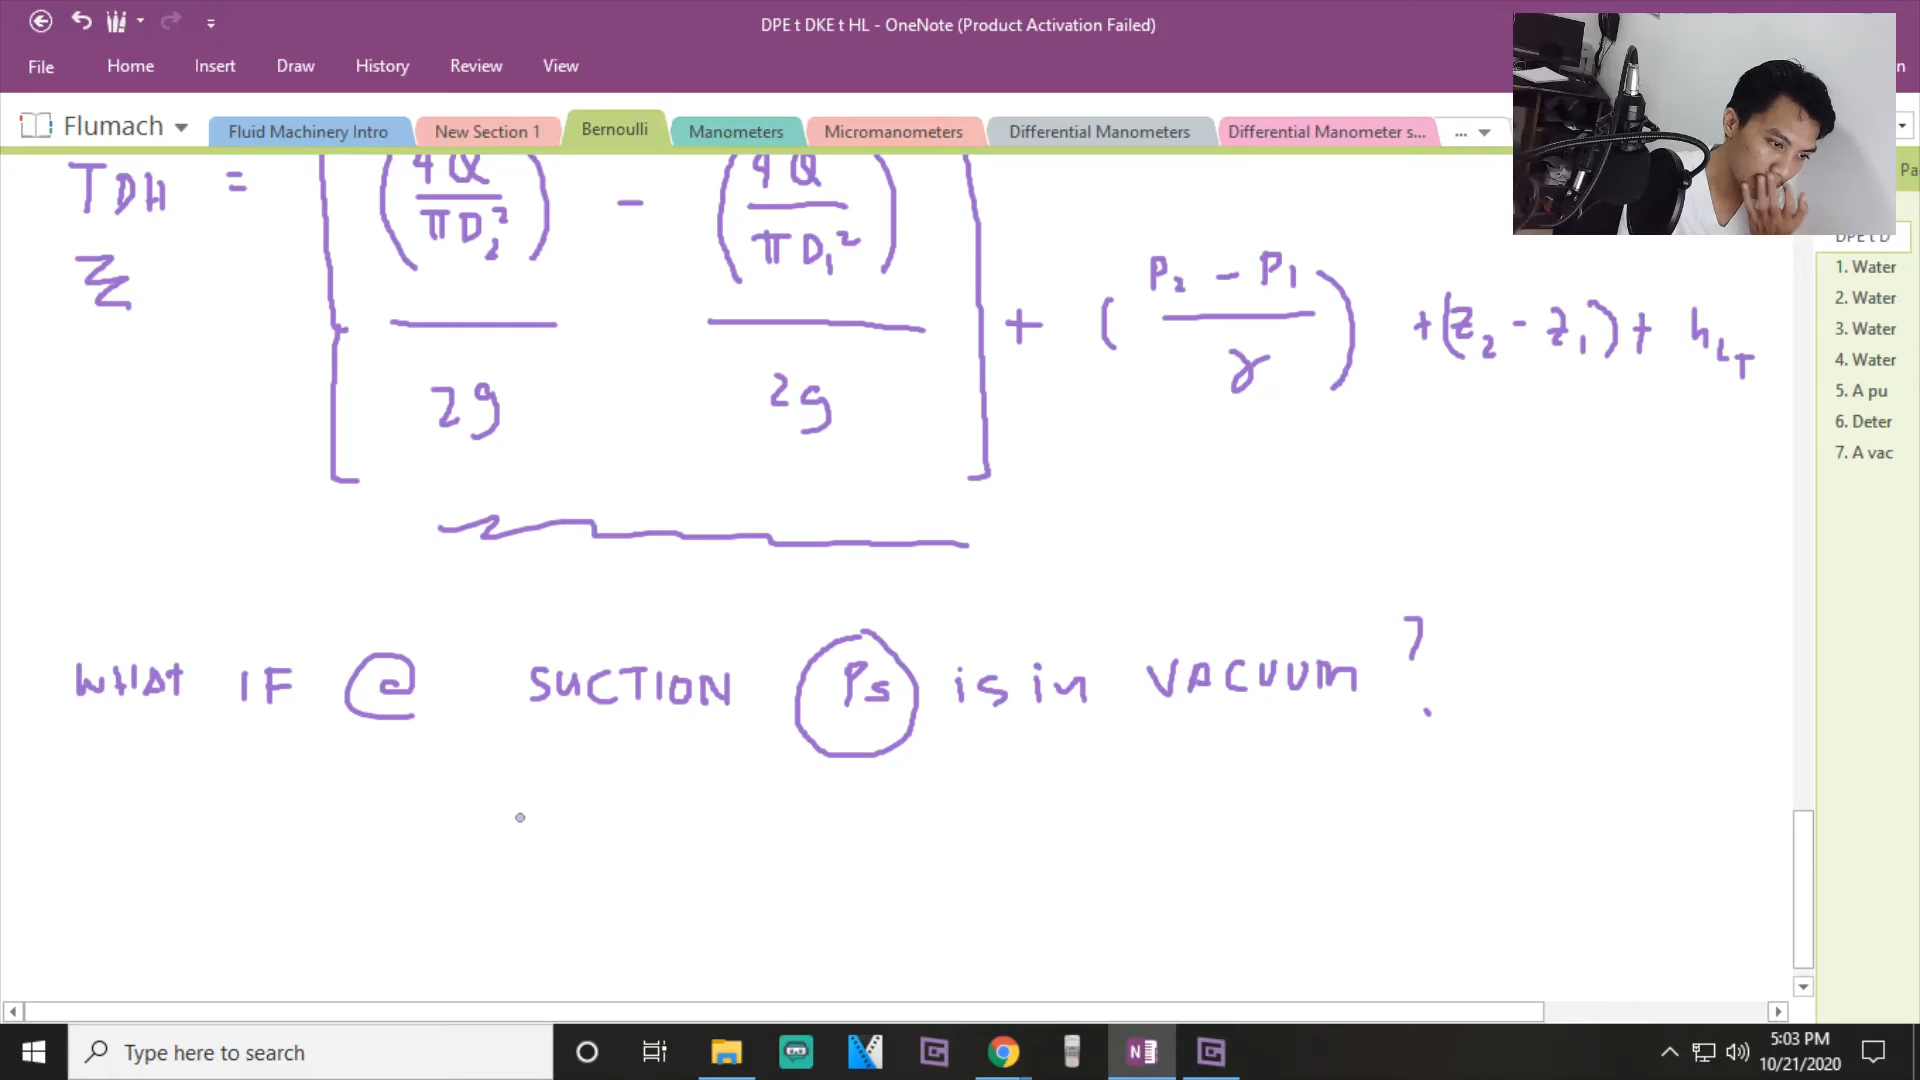 DPE t DKE t HL - OneNote (Product Activation Failed)
File Home Insert Draw History Review View
Flumach
Fluid Machinery Intro New Section 1 Bernoulli Manometers Micromanometers Differential Manometers Differential Manometer s... ...
Pa
DPE t D
1. Water
2. Water
3. Water
4. Water
5. A pu
6. Deter
7. A vac
TDH = [ (4Q / πD₂²) / 2g - (4Q / πD₁²) / 2g ] + (P₂ - P₁ / γ) + (Z₂ - Z₁) + h_LT
WHAT IF @ SUCTION Ps is in VACUUM ?
Type here to search
5:03 PM
10/21/2020